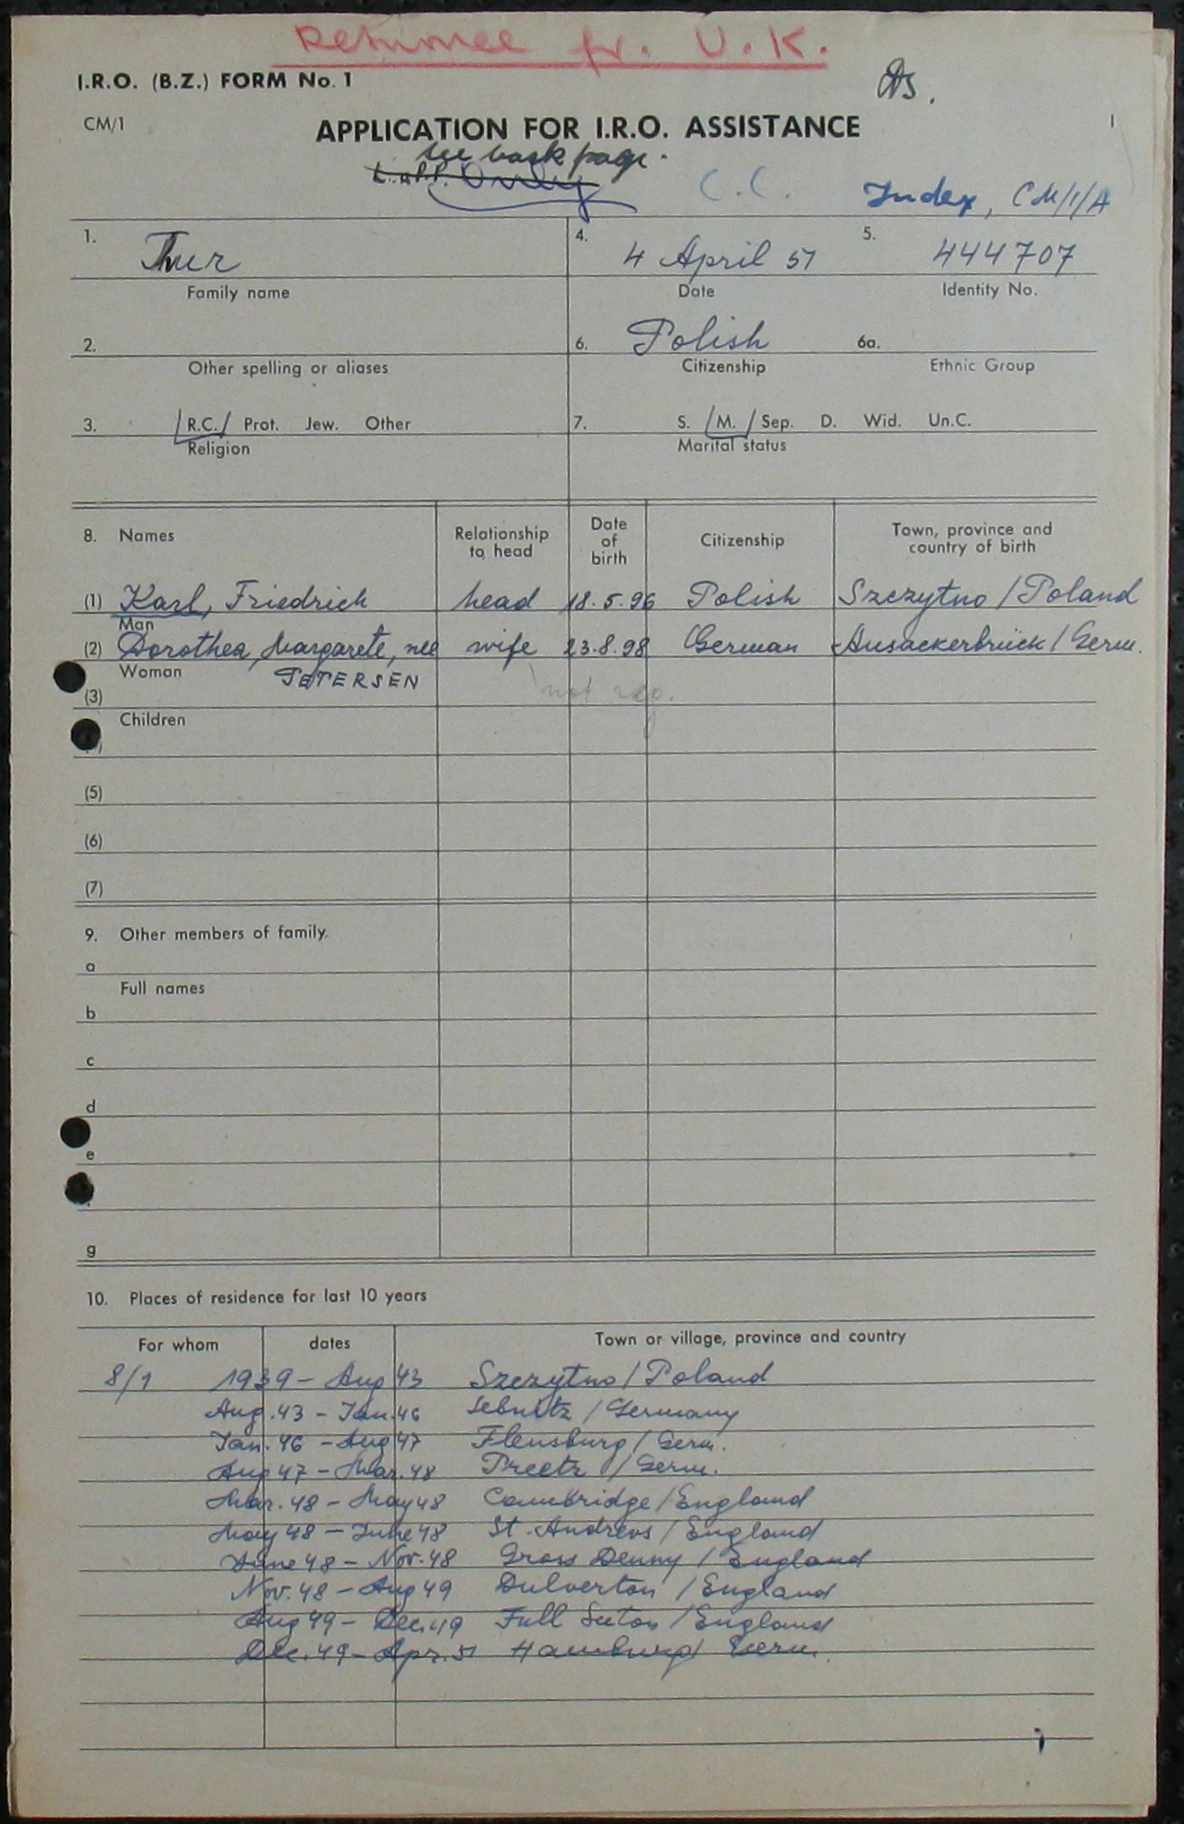 Returnee fr. U.K.
I.R.O. (B.Z.) FORM No. 1
CM/1
APPLICATION FOR I.R.O. ASSISTANCE
1
see back page.
C.C. Index, CM/1/A
1. Thur
Family name
4. 4 April 51
Date
5. 444707
Identity No.
2.
Other spelling or aliases
6. Polish
Citizenship
6a.
Ethnic Group
3. R.C. Prot. Jew. Other
Religion
7. S. M. Sep. D. Wid. Un.C.
Marital status
8. Names
Relationship to head
Date of birth
Citizenship
Town, province and country of birth
(1) Karl, Friedrich head 18.5.96 Polish Szczytno / Poland
Man
(2) Dorothea, Margarete, nee wife 23.8.98 German Ausackerbrück / Germ.
Woman PETERSEN
(3) not reg.
Children
(5)
(6)
(7)
9. Other members of family.
a
Full names
b
c
d
e
g
10. Places of residence for last 10 years
For whom dates Town or village, province and country
8/1 1939 - Aug 43 Szczytno / Poland
Aug. 43 - Jan. 46 Sebnitz / Germany
Jan. 46 - Aug 47 Flensburg / Germ.
Aug 47 - Mar. 48 Preetz / Germ.
Mar. 48 - May 48 Cambridge / England
May 48 - June 48 St. Andrews / England
June 48 - Nov. 48 Gross Denny / England
Nov. 48 - Aug 49 Dulverton / England
Aug 49 - Dec. 49 Full Suton / England
Dec. 49 - Apr. 51 Hamburg / Germ.